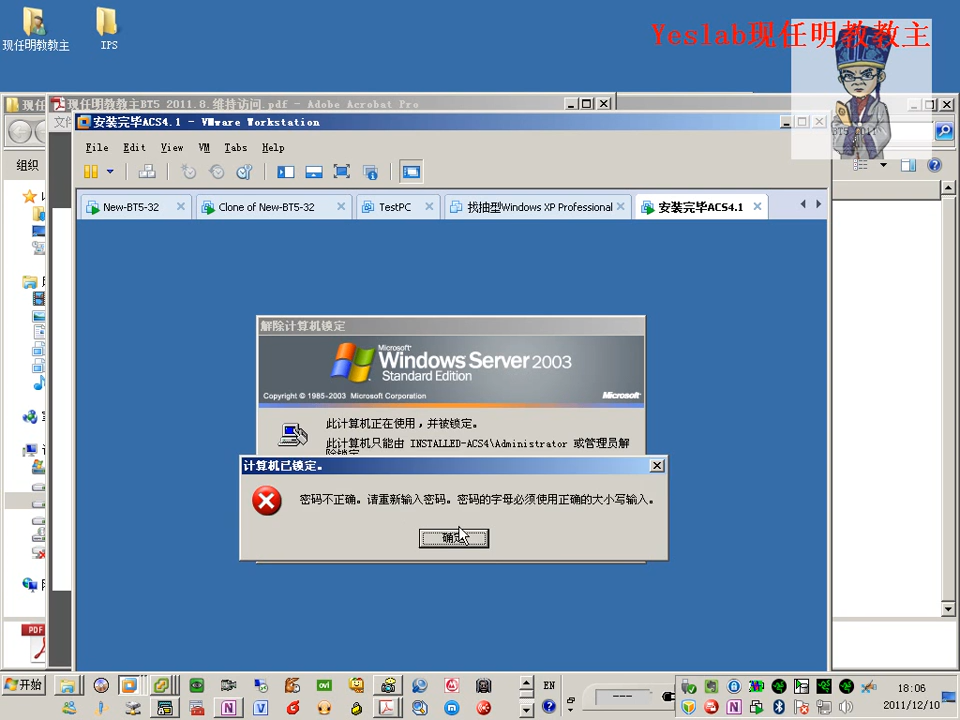 现任明教教主
IPS
Yeslab现任明教教主
现任明教教主BT5 2011.8.维持访问.pdf - Adobe Acrobat Pro
安装完毕ACS4.1 - VMware Workstation
File Edit View VM Tabs Help
组织
New-BT5-32
Clone of New-BT5-32
TestPC
找抽型Windows XP Professional
安装完毕ACS4.1
解除计算机锁定
Microsoft
Windows Server 2003
Standard Edition
Copyright © 1985-2003 Microsoft Corporation
Microsoft
此计算机正在使用，并被锁定。
此计算机只能由 INSTALLED-ACS4\Administrator 或管理员解
除锁定
计算机已锁定。
密码不正确。请重新输入密码。密码的字母必须使用正确的大小写输入。
确定
PDF
开始
EN
18:06
2011/12/10